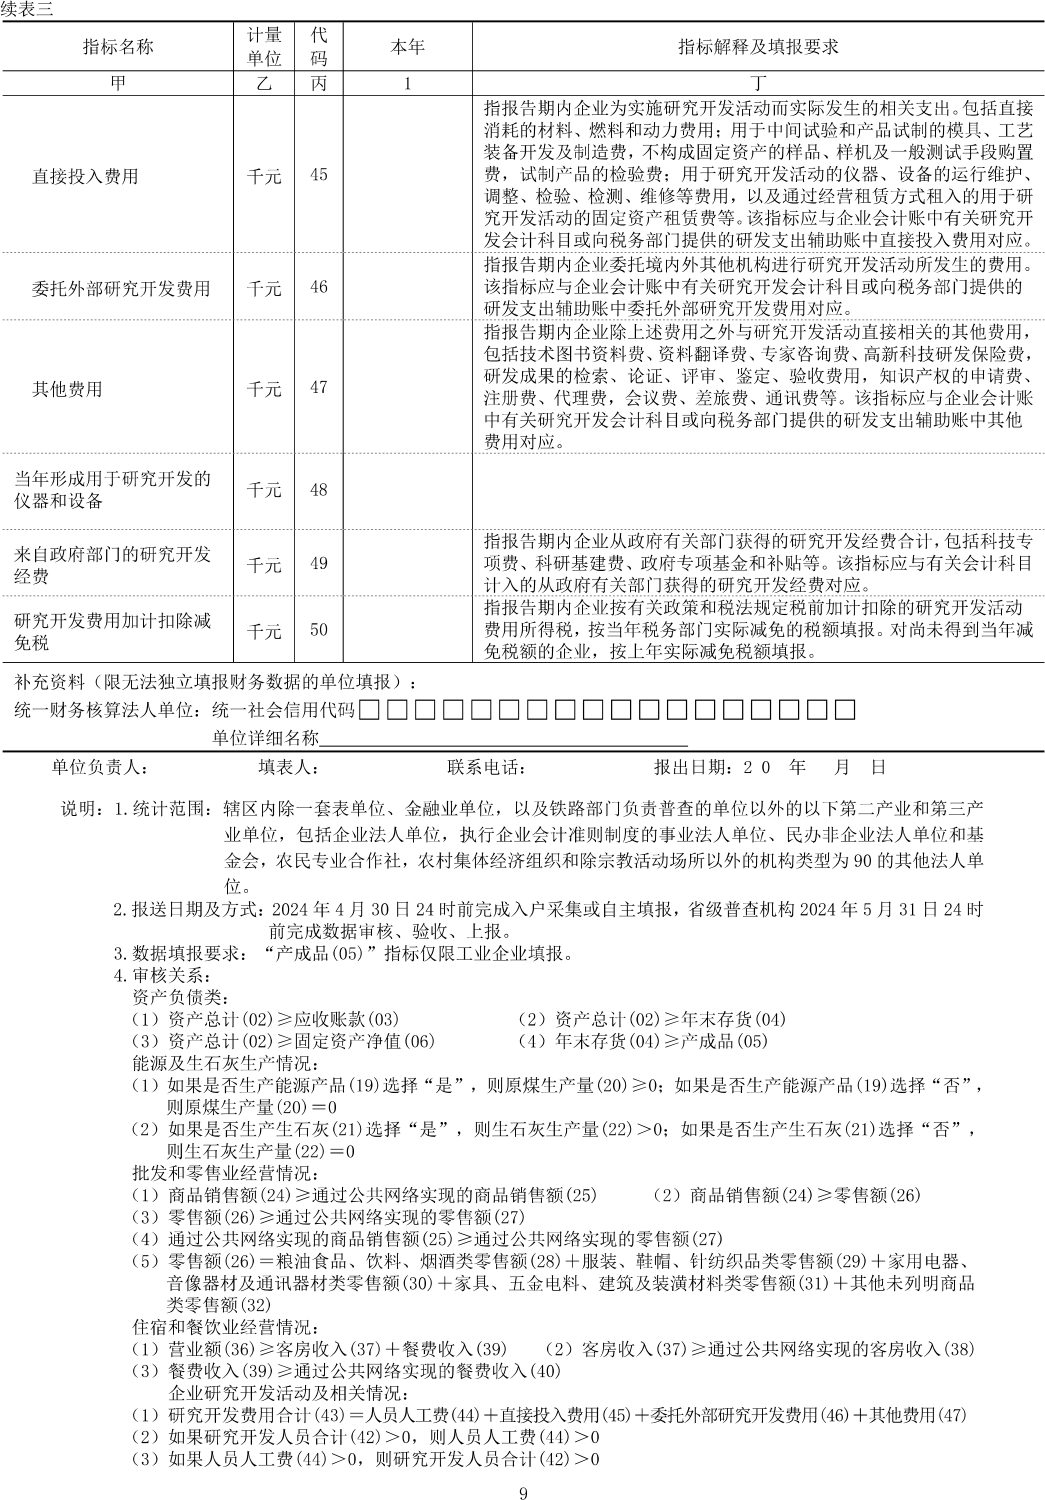 续表三
指标名称 计量单位 代码 本年 指标解释及填报要求
甲 乙 丙 1 丁
直接投入费用 千元 45
指报告期内企业为实施研究开发活动而实际发生的相关支出。包括直接
消耗的材料、燃料和动力费用；用于中间试验和产品试制的模具、工艺
装备开发及制造费，不构成固定资产的样品、样机及一般测试手段购置
费，试制产品的检验费；用于研究开发活动的仪器、设备的运行维护、
调整、检验、检测、维修等费用，以及通过经营租赁方式租入的用于研
究开发活动的固定资产租赁费等。该指标应与企业会计账中有关研究开
发会计科目或向税务部门提供的研发支出辅助账中直接投入费用对应。
委托外部研究开发费用 千元 46
指报告期内企业委托境内外其他机构进行研究开发活动所发生的费用。
该指标应与企业会计账中有关研究开发会计科目或向税务部门提供的
研发支出辅助账中委托外部研究开发费用对应。
其他费用 千元 47
指报告期内企业除上述费用之外与研究开发活动直接相关的其他费用，
包括技术图书资料费、资料翻译费、专家咨询费、高新科技研发保险费，
研发成果的检索、论证、评审、鉴定、验收费用，知识产权的申请费、
注册费、代理费，会议费、差旅费、通讯费等。该指标应与企业会计账
中有关研究开发会计科目或向税务部门提供的研发支出辅助账中其他
费用对应。
当年形成用于研究开发的
仪器和设备 千元 48
来自政府部门的研究开发
经费 千元 49
指报告期内企业从政府有关部门获得的研究开发经费合计，包括科技专
项费、科研基建费、政府专项基金和补贴等。该指标应与有关会计科目
计入的从政府有关部门获得的研究开发经费对应。
研究开发费用加计扣除减
免税 千元 50
指报告期内企业按有关政策和税法规定税前加计扣除的研究开发活动
费用所得税，按当年税务部门实际减免的税额填报。对尚未得到当年减
免税额的企业，按上年实际减免税额填报。
补充资料（限无法独立填报财务数据的单位填报）：
统一财务核算法人单位：统一社会信用代码□□□□□□□□□□□□□□□□□□
单位详细名称
单位负责人： 填表人： 联系电话： 报出日期：20 年 月 日
说明：1.统计范围：辖区内除一套表单位、金融业单位，以及铁路部门负责普查的单位以外的以下第二产业和第三产
业单位，包括企业法人单位，执行企业会计准则制度的事业法人单位、民办非企业法人单位和基
金会，农民专业合作社，农村集体经济组织和除宗教活动场所以外的机构类型为90的其他法人单
位。
2.报送日期及方式：2024年4月30日24时前完成入户采集或自主填报，省级普查机构2024年5月31日24时
前完成数据审核、验收、上报。
3.数据填报要求：“产成品(05)”指标仅限工业企业填报。
4.审核关系：
资产负债类：
（1）资产总计(02)≥应收账款(03) （2）资产总计(02)≥年末存货(04)
（3）资产总计(02)≥固定资产净值(06) （4）年末存货(04)≥产成品(05)
能源及生石灰生产情况：
（1）如果是否生产能源产品(19)选择“是”，则原煤生产量(20)≥0；如果是否生产能源产品(19)选择“否”，
则原煤生产量(20)＝0
（2）如果是否生产生石灰(21)选择“是”，则生石灰生产量(22)＞0；如果是否生产生石灰(21)选择“否”，
则生石灰生产量(22)＝0
批发和零售业经营情况：
（1）商品销售额(24)≥通过公共网络实现的商品销售额(25) （2）商品销售额(24)≥零售额(26)
（3）零售额(26)≥通过公共网络实现的零售额(27)
（4）通过公共网络实现的商品销售额(25)≥通过公共网络实现的零售额(27)
（5）零售额(26)＝粮油食品、饮料、烟酒类零售额(28)＋服装、鞋帽、针纺织品类零售额(29)＋家用电器、
音像器材及通讯器材类零售额(30)＋家具、五金电料、建筑及装潢材料类零售额(31)＋其他未列明商品
类零售额(32)
住宿和餐饮业经营情况：
（1）营业额(36)≥客房收入(37)＋餐费收入(39) （2）客房收入(37)≥通过公共网络实现的客房收入(38)
（3）餐费收入(39)≥通过公共网络实现的餐费收入(40)
企业研究开发活动及相关情况：
（1）研究开发费用合计(43)＝人员人工费(44)＋直接投入费用(45)＋委托外部研究开发费用(46)＋其他费用(47)
（2）如果研究开发人员合计(42)＞0，则人员人工费(44)＞0
（3）如果人员人工费(44)＞0，则研究开发人员合计(42)＞0
9